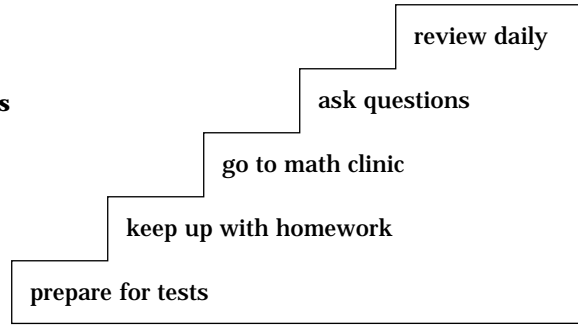 review daily
ask questions
s
go to math clinic
keep up with homework
prepare for tests